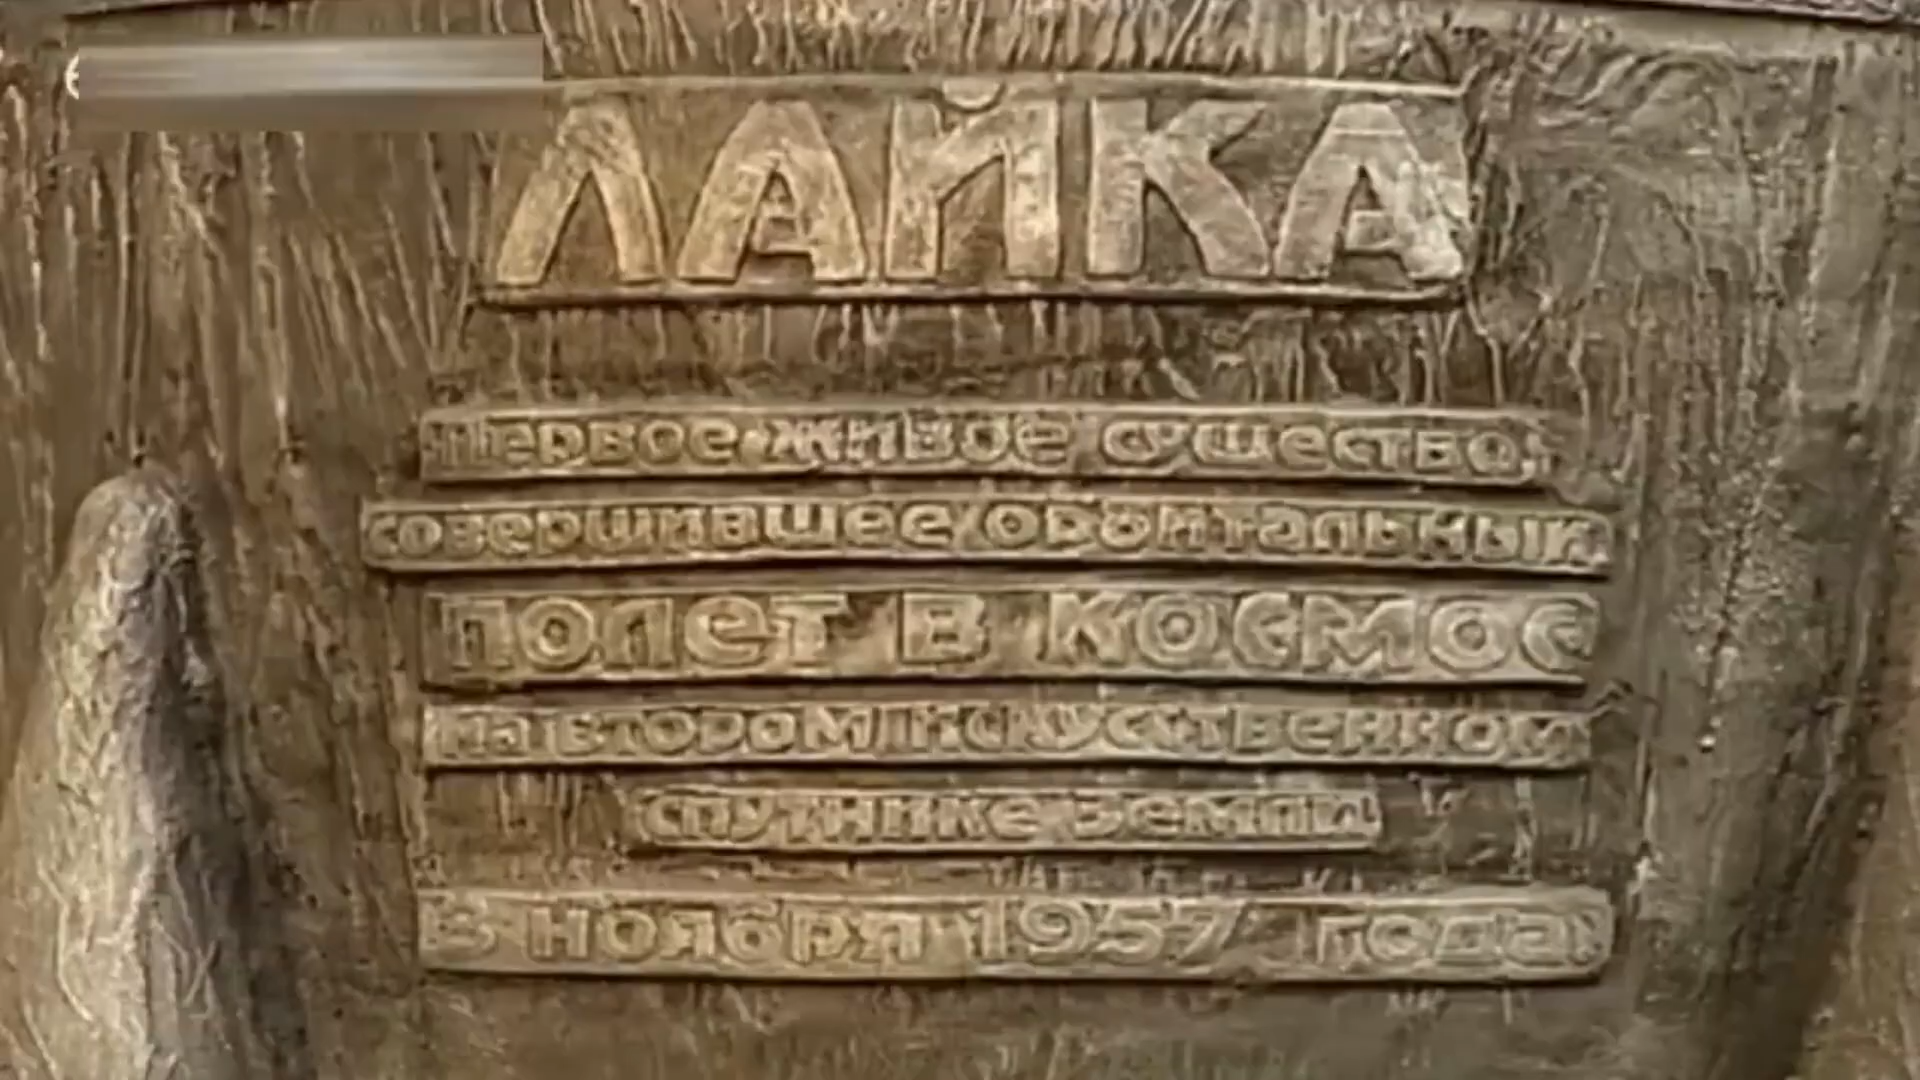 ЛАЙКА
Первое живое существо,
совершившее орбитальный
полет в космос
на втором искусственном
спутнике Земли
3 ноября 1957 года